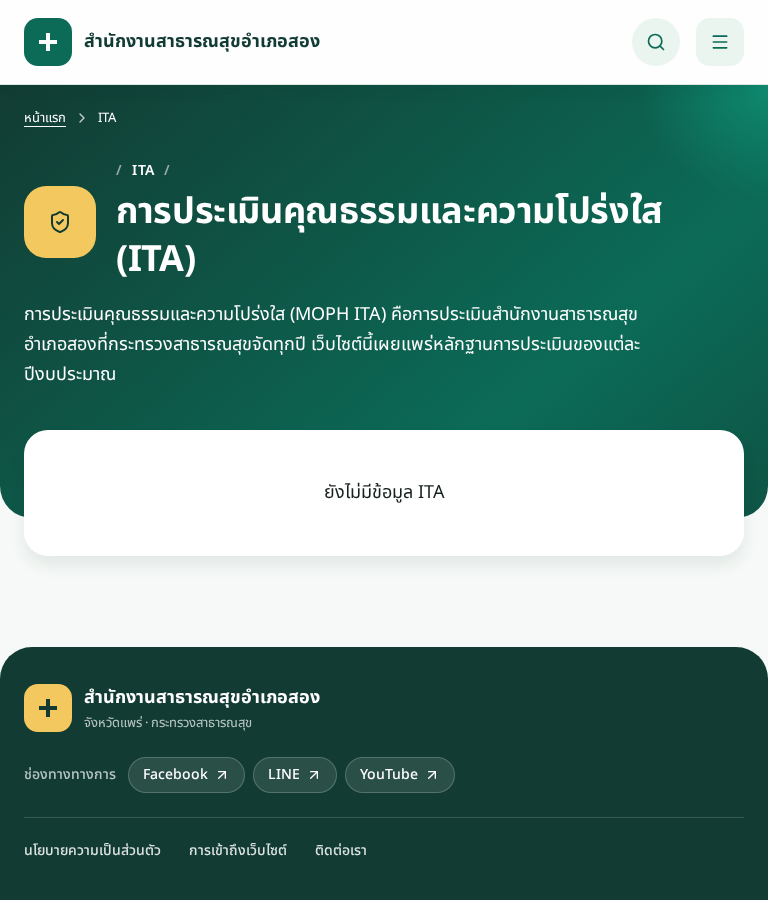 สำนักงานสาธารณสุขอำเภอสอง
หน้าแรก > ITA
/ ITA /
การประเมินคุณธรรมและความโปร่งใส
(ITA)
การประเมินคุณธรรมและความโปร่งใส (MOPH ITA) คือการประเมินสำนักงานสาธารณสุข
อำเภอสองที่กระทรวงสาธารณสุขจัดทุกปี เว็บไซต์นี้เผยแพร่หลักฐานการประเมินของแต่ละ
ปีงบประมาณ
ยังไม่มีข้อมูล ITA
สำนักงานสาธารณสุขอำเภอสอง
จังหวัดแพร่ · กระทรวงสาธารณสุข
ช่องทางทางการ Facebook LINE YouTube
นโยบายความเป็นส่วนตัว การเข้าถึงเว็บไซต์ ติดต่อเรา